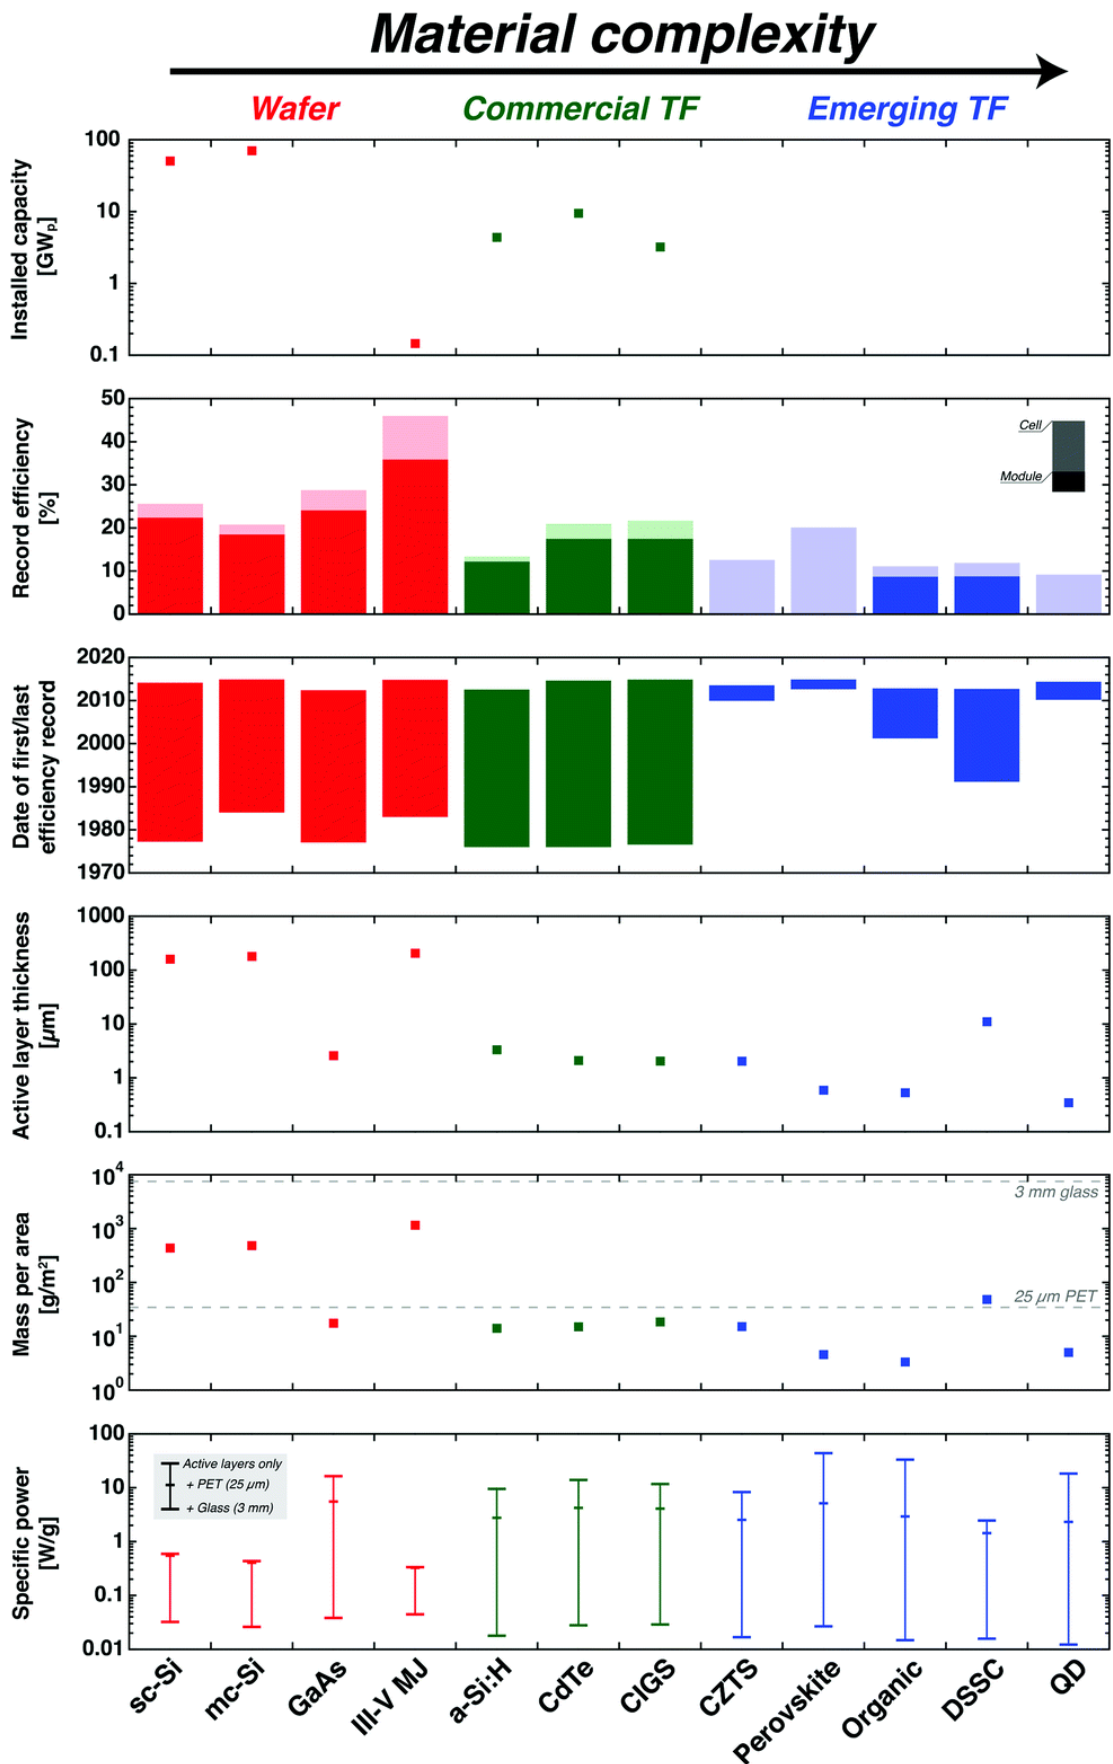 Material complexity
Wafer
Commercial TF
Emerging TF
Installed capacity
[GWp]
100
10
1
0.1
Record efficiency
[%]
50
40
30
20
10
0
Cell
Module
Date of first/last
efficiency record
2020
2010
2000
1990
1980
1970
Active layer thickness
[µm]
1000
100
10
1
0.1
Mass per area
[g/m²]
10⁴
10³
10²
10¹
10⁰
3 mm glass
25 µm PET
Specific power
[W/g]
100
10
1
0.1
0.01
Active layers only
+ PET (25 µm)
+ Glass (3 mm)
sc-Si
mc-Si
GaAs
III-V MJ
a-Si:H
CdTe
CIGS
CZTS
Perovskite
Organic
DSSC
QD